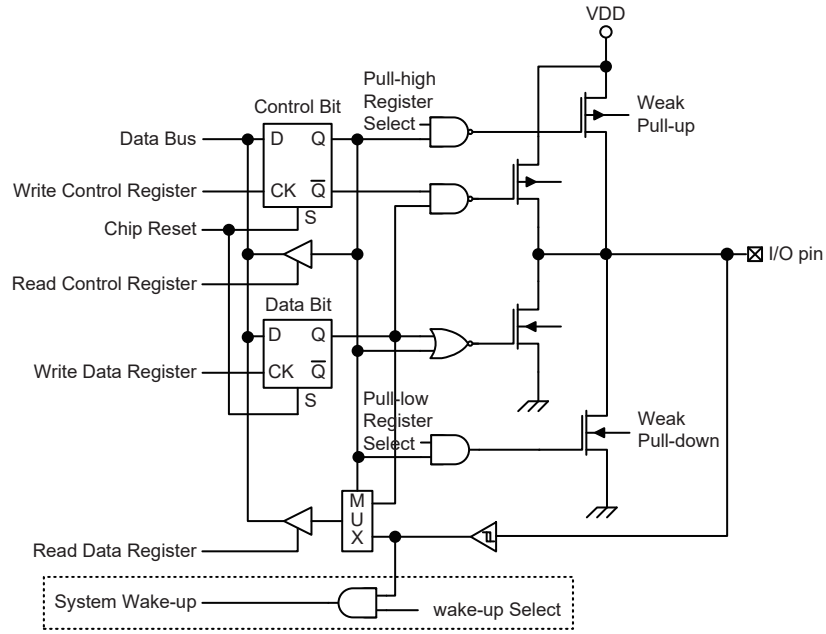 VDD
Pull-high
Register
Select
Weak
Pull-up
Control Bit
Data Bus
D
Q
Write Control Register
CK
Q
S
Chip Reset
I/O pin
Read Control Register
Data Bit
D
Q
Write Data Register
CK
Q
S
Pull-low
Register
Select
Weak
Pull-down
M
U
X
Read Data Register
System Wake-up
wake-up Select